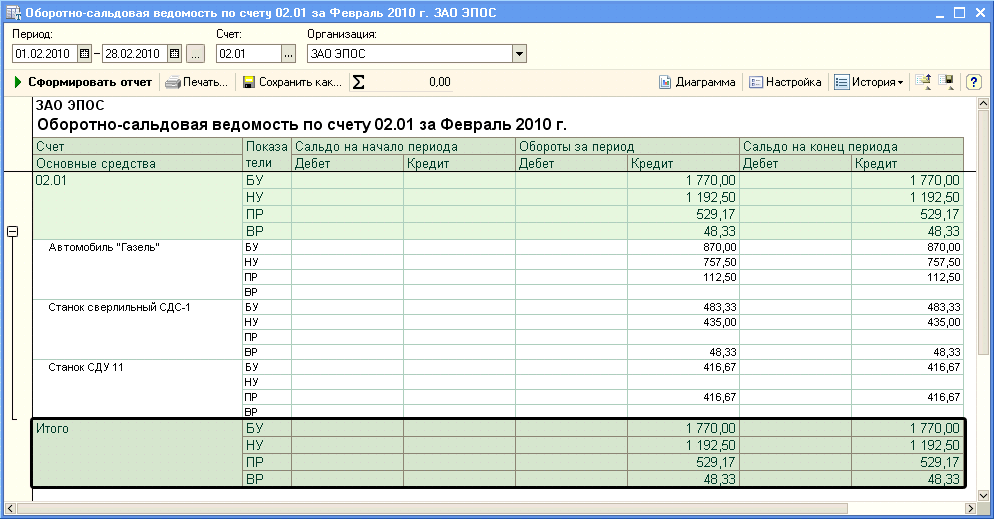 Оборотно-сальдовая ведомость по счету 02.01 за Февраль 2010 г. ЗАО ЭПОС
Период: Счет: Организация:
01.02.2010 – 28.02.2010 ... 02.01 ... ЗАО ЭПОС
Сформировать отчет Печать... Сохранить как... Σ 0,00 Диаграмма Настройка История ?
ЗАО ЭПОС
Оборотно-сальдовая ведомость по счету 02.01 за Февраль 2010 г.
Счет Показа Сальдо на начало периода Обороты за период Сальдо на конец периода
Основные средства тели Дебет Кредит Дебет Кредит Дебет Кредит
02.01 БУ 1 770,00 1 770,00
НУ 1 192,50 1 192,50
ПР 529,17 529,17
ВР 48,33 48,33
Автомобиль "Газель" БУ 870,00 870,00
НУ 757,50 757,50
ПР 112,50 112,50
ВР
Станок сверлильный СДС-1 БУ 483,33 483,33
НУ 435,00 435,00
ПР
ВР 48,33 48,33
Станок СДУ 11 БУ 416,67 416,67
НУ
ПР 416,67 416,67
ВР
Итого БУ 1 770,00 1 770,00
НУ 1 192,50 1 192,50
ПР 529,17 529,17
ВР 48,33 48,33